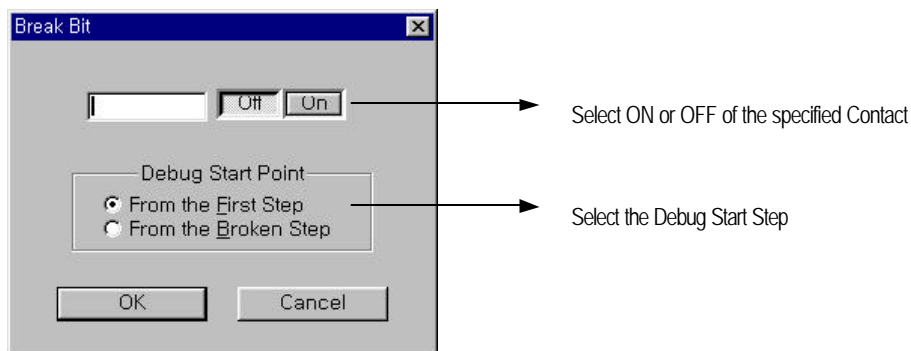 Break Bit
Off On
Select ON or OFF of the specified Contact
Debug Start Point
From the First Step
From the Broken Step
Select the Debug Start Step
OK Cancel